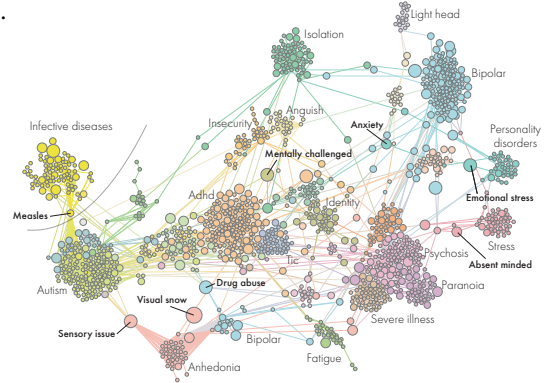 Light head
Isolation
Bipolar
Anguish
Insecurity
Anxiety
Infective diseases
Personality
disorders
Mentally challenged
Adhd
Identity
Emotional stress
Measles
Stress
Tic
Psychosis
Absent minded
Autism
Drug abuse
Paranoia
Visual snow
Severe illness
Sensory issue
Bipolar
Fatigue
Anhedonia